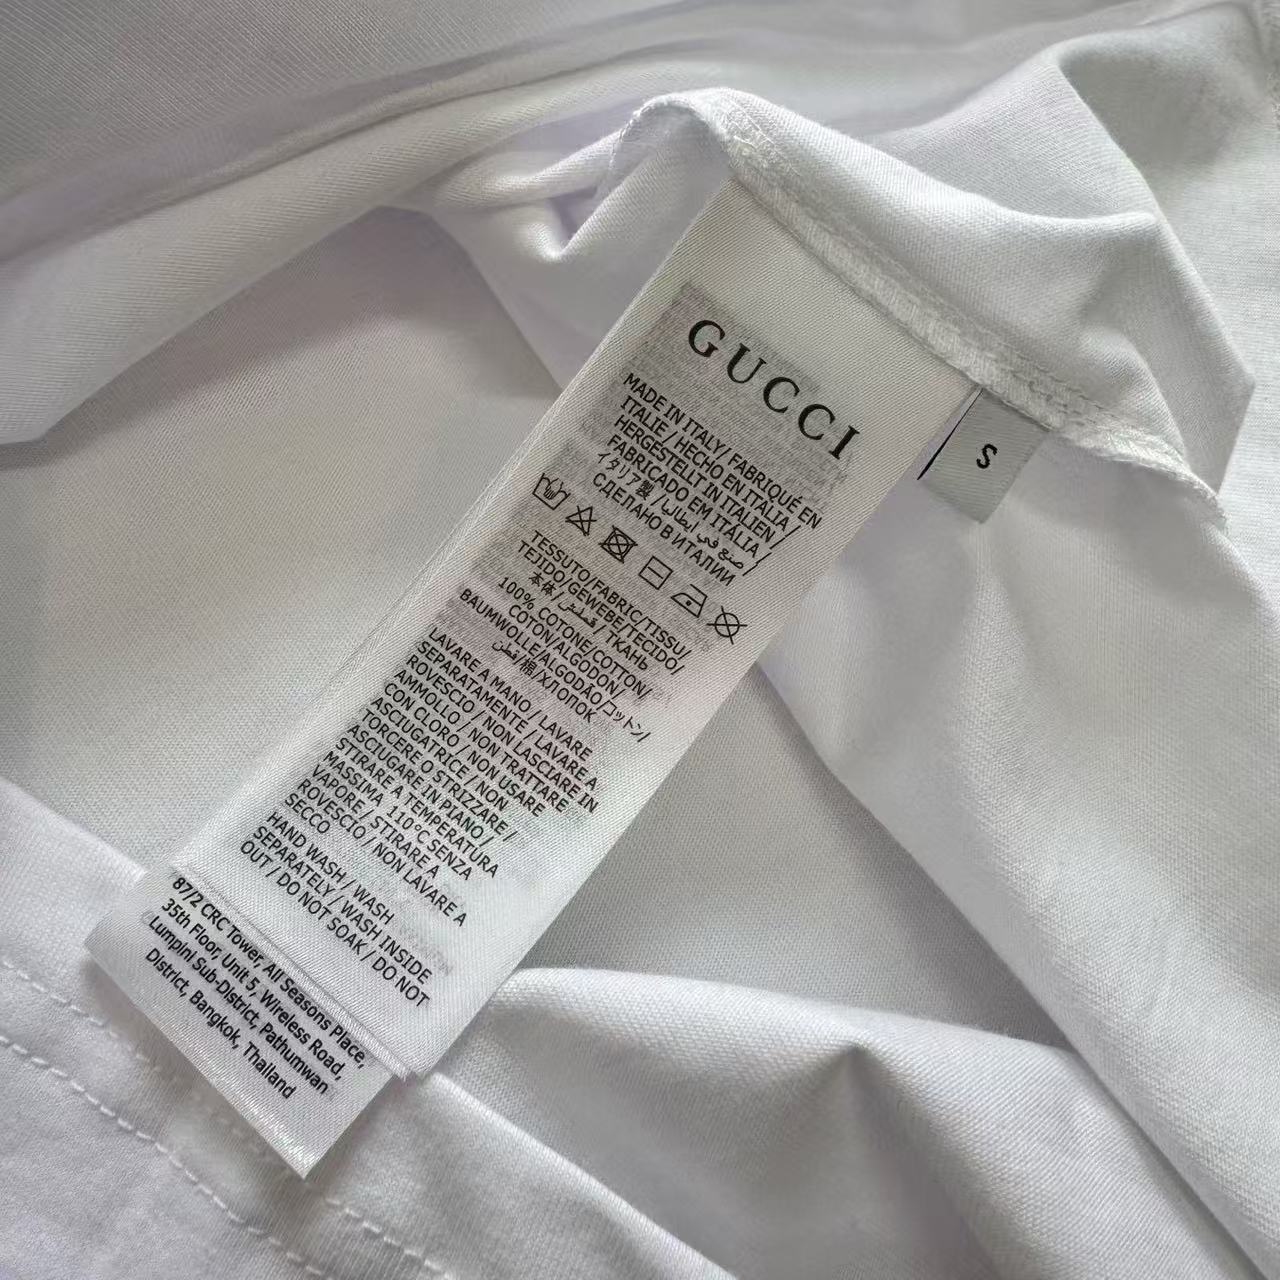 GUCCI
MADE IN ITALY/ FABRIQUÉ EN
ITALIE / HECHO EN ITALIA /
HERGESTELLT IN ITALIEN /
FABRICADO EM ITÁLIA /
イタリア製 / صنع في ايطاليا /
СДЕЛАНО В ИТАЛИИ
S
TESSUTO/FABRIC/TISSU/
TEJIDO/GEWEBE/TECIDO/
本体/قماش/ ТКАНЬ
100% COTONE/COTTON/
COTON/ALGODON /
BAUMWOLLE/ALGODÃO/コットン/
قطن/棉/ХЛОПОК
LAVARE A MANO / LAVARE
SEPARATAMENTE / LAVARE A
ROVESCIO / NON LASCIARE IN
AMMOLLO / NON TRATTARE
CON CLORO / NON USARE
ASCIUGATRICE / NON
TORCERE O STRIZZARE /
ASCIUGARE IN PIANO /
STIRARE A TEMPERATURA
MASSIMA 110°C SENZA
VAPORE / STIRARE A
ROVESCIO / NON LAVARE A
SECCO
HAND WASH / WASH
SEPARATELY / WASH INSIDE
OUT / DO NOT SOAK / DO NOT
87/2 CRC Tower, All Seasons Place,
35th Floor, Unit 5, Wireless Road,
Lumpini Sub-District, Pathumwan
District, Bangkok, Thailand